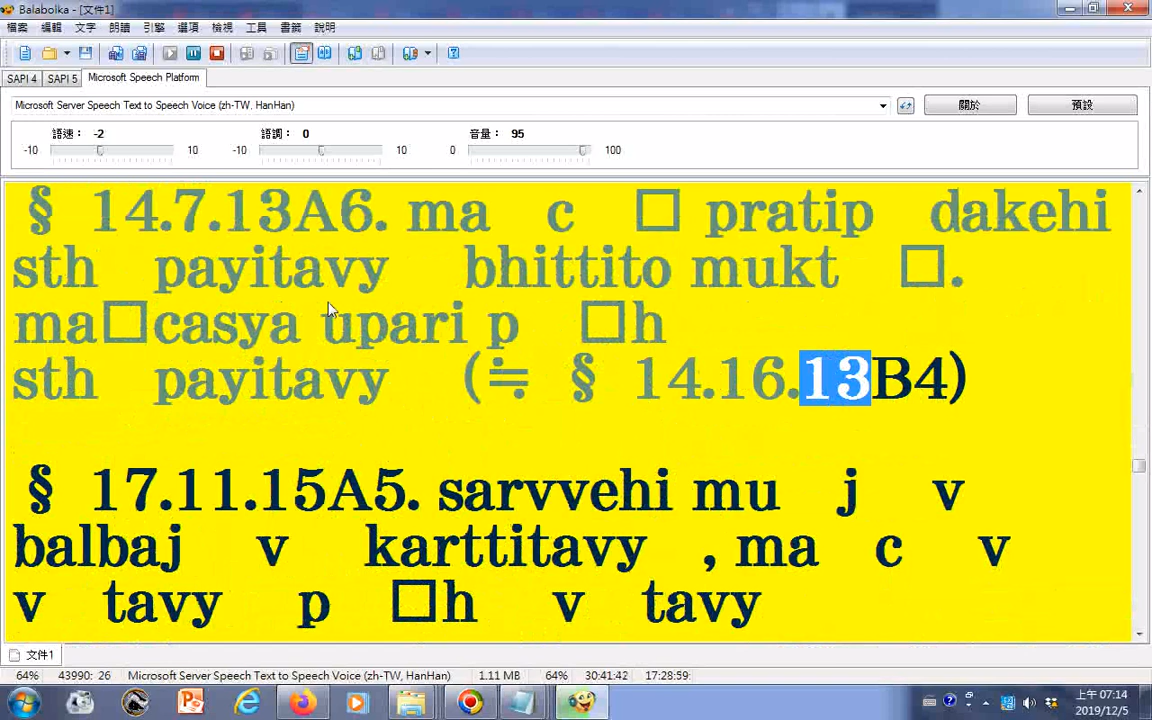 Balabolka - [文件1]
檔案 編輯 文字 朗讀 引擎 選項 檢視 工具 書籤 說明
SAPI 4 SAPI 5 Microsoft Speech Platform
Microsoft Server Speech Text to Speech Voice (zh-TW, HanHan) 關於 預設
語速： -2 語調： 0 音量： 95
-10 10 -10 10 0 100
§ 14.7.13A6. ma c □ pratip dakehi
sth payitavy bhittito mukt □.
ma□casya upari p □h
sth payitavy (≒ § 14.16.13B4)
§ 17.11.15A5. sarvvehi mu j v
balbaj v karttitavy , ma c v
v tavy p □h v tavy
文件1
64% 43990: 26 Microsoft Server Speech Text to Speech Voice (zh-TW, HanHan) 1.11 MB 64% 30:41:42 17:28:59:
上午 07:14
2019/12/5